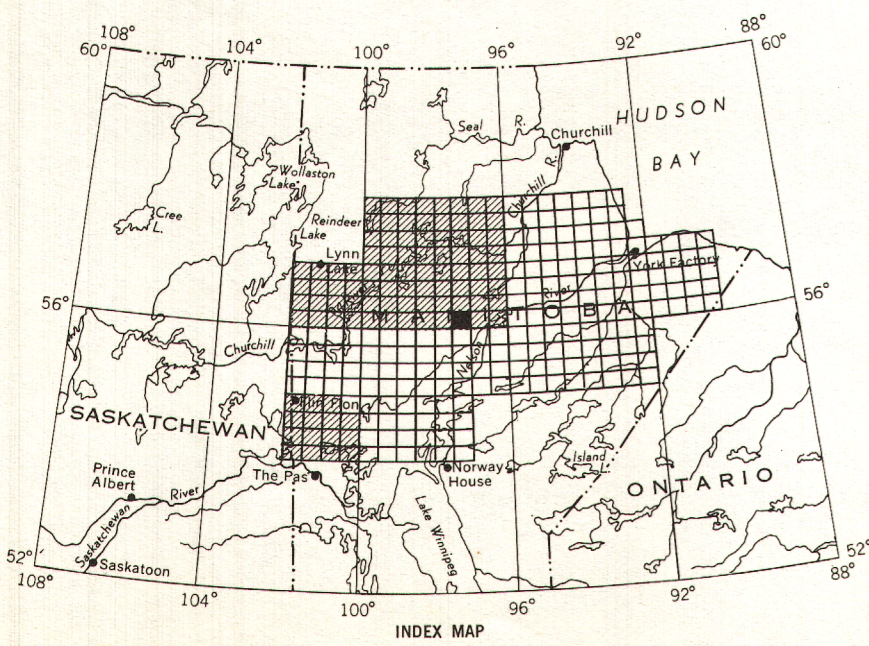 108°
104°
100°
96°
92°
88°
60°
60°
HUDSON
BAY
Seal R.
Churchill
Churchill R.
Wollaston
Lake
Cree
L.
Reindeer
Lake
Lynn
Lake
York Factory
River
56°
56°
MANITOBA
Churchill
Nelson
Flin Flon
SASKATCHEWAN
Prince
Albert
River
The Pas
Norway
House
Island
ONTARIO
Saskatchewan
Lake Winnipeg
Saskatoon
52°
52°
108°
104°
100°
96°
92°
88°
INDEX MAP